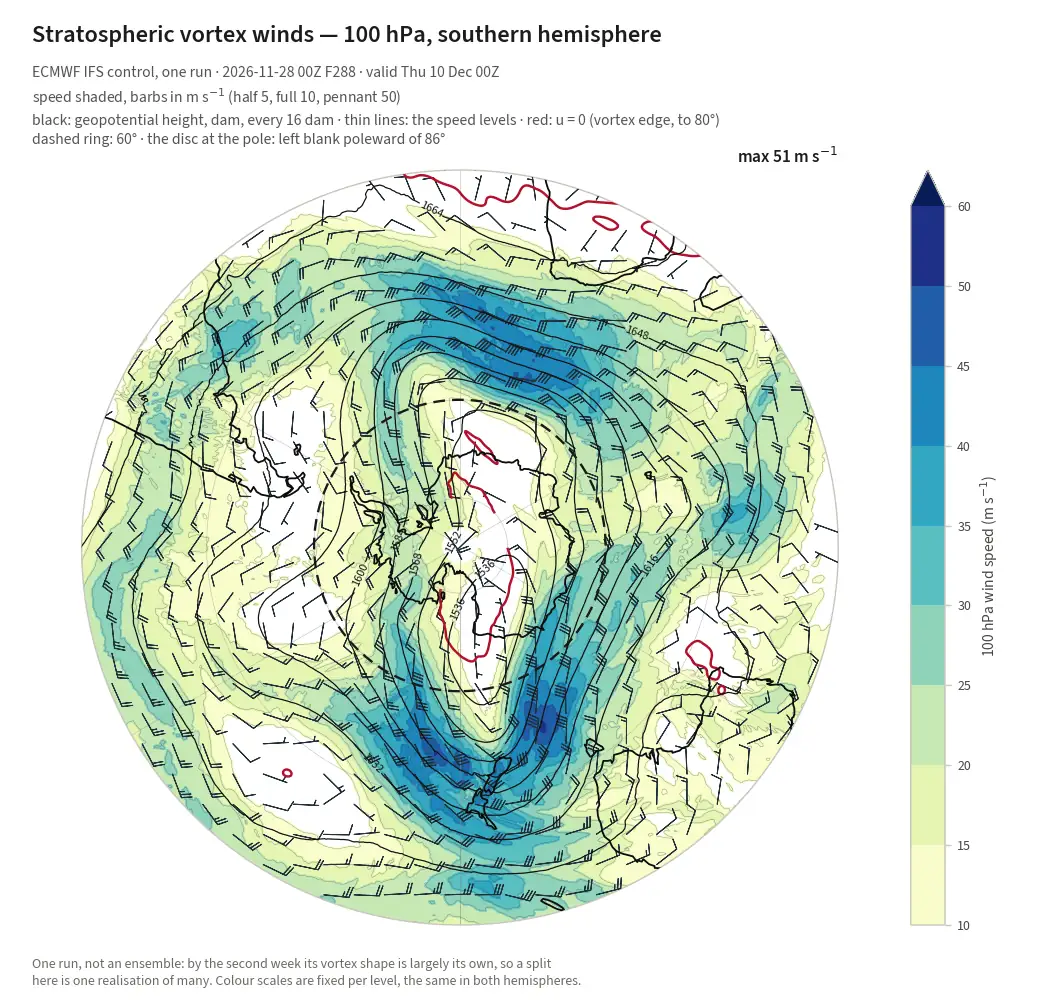 Stratospheric vortex winds — 100 hPa, southern hemisphere
ECMWF IFS control, one run · 2026-11-28 00Z F288 · valid Thu 10 Dec 00Z
speed shaded, barbs in m s⁻¹ (half 5, full 10, pennant 50)
black: geopotential height, dam, every 16 dam · thin lines: the speed levels · red: u = 0 (vortex edge, to 80°)
dashed ring: 60° · the disc at the pole: left blank poleward of 86°
max 51 m s⁻¹
1664
1648
1552
1568
1536
1600
1616
1536
60
50
45
40
35
30
25
20
15
10
100 hPa wind speed (m s⁻¹)
One run, not an ensemble: by the second week its vortex shape is largely its own, so a split
here is one realisation of many. Colour scales are fixed per level, the same in both hemispheres.